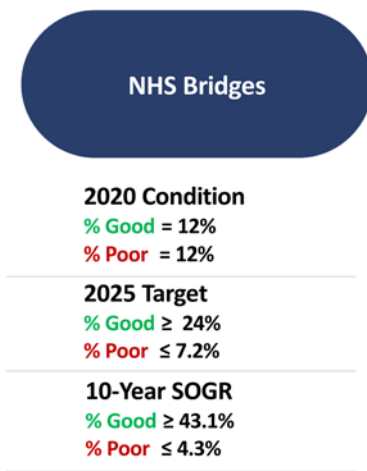 NHS Bridges
2020 Condition
% Good = 12%
% Poor = 12%
2025 Target
% Good ≥ 24%
% Poor ≤ 7.2%
10-Year SOGR
% Good ≥ 43.1%
% Poor ≤ 4.3%